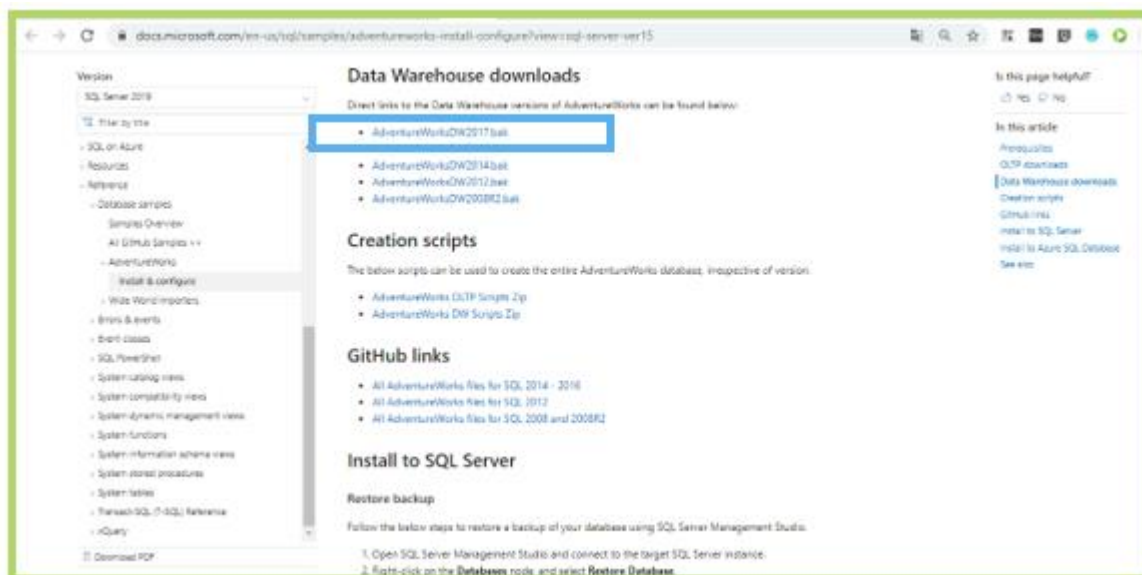 docs.microsoft.com/en-us/sql/samples/adventureworks-install-configure?view=sql-server-ver15
Version
SQL Server 2019
Filter by title
SQL on Azure
Resources
Reference
Database samples
Samples Overview
All GitHub Samples >>
AdventureWorks
Install & configure
Wide World Importers
Errors & events
Event classes
SQL PowerShell
System catalog views
System compatibility views
System dynamic management views
System functions
System information schema views
System stored procedures
System tables
Transact-SQL (T-SQL) Reference
XQuery
Download PDF
Data Warehouse downloads
Direct links to the Data Warehouse versions of AdventureWorks can be found below:
• AdventureWorksDW2017.bak
• AdventureWorksDW2014.bak
• AdventureWorksDW2012.bak
• AdventureWorksDW2008R2.bak
Creation scripts
The below scripts can be used to create the entire AdventureWorks database, irrespective of version.
• AdventureWorks OLTP Scripts Zip
• AdventureWorks DW Scripts Zip
GitHub links
• All AdventureWorks files for SQL 2014 - 2016
• All AdventureWorks files for SQL 2012
• All AdventureWorks files for SQL 2008 and 2008R2
Install to SQL Server
Restore backup
Follow the below steps to restore a backup of your database using SQL Server Management Studio.
1. Open SQL Server Management Studio and connect to the target SQL Server instance.
2. Right-click on the Databases node, and select Restore Database.
Is this page helpful?
Yes No
In this article
Prerequisites
OLTP downloads
Data Warehouse downloads
Creation scripts
GitHub links
Install to SQL Server
Install to Azure SQL Database
See also